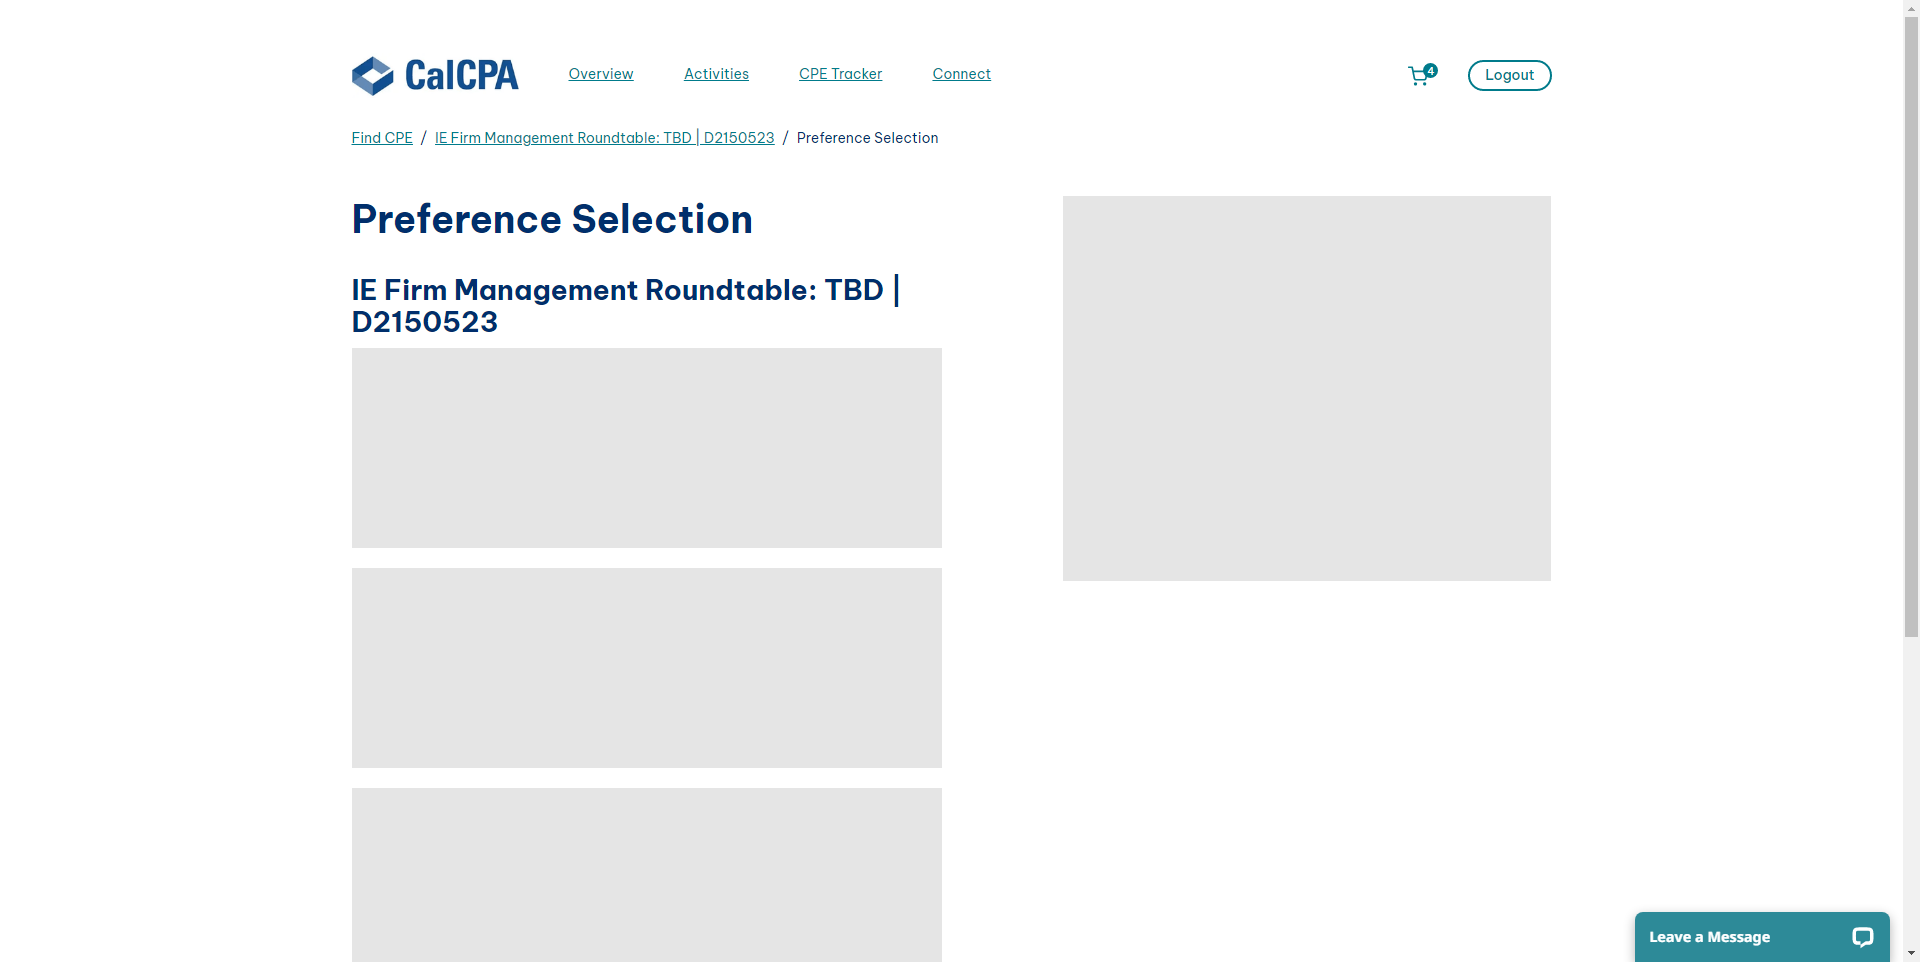 CalCPA
Overview
Activities
CPE Tracker
Connect
4
Logout
Find CPE / IE Firm Management Roundtable: TBD | D2150523 / Preference Selection
Preference Selection
IE Firm Management Roundtable: TBD |
D2150523
Leave a Message